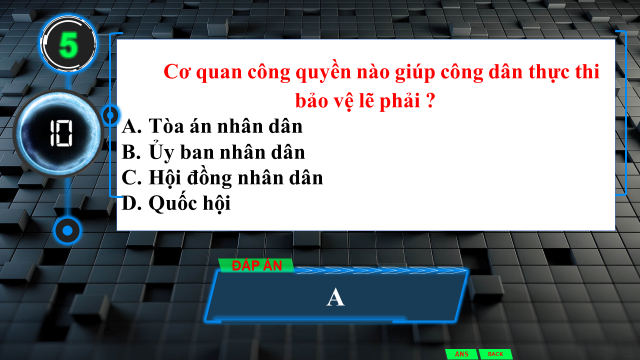 5
10
Cơ quan công quyền nào giúp công dân thực thi
bảo vệ lẽ phải ?
A. Tòa án nhân dân
B. Ủy ban nhân dân
C. Hội đồng nhân dân
D. Quốc hội
ĐÁP ÁN
A
ANS
BACK